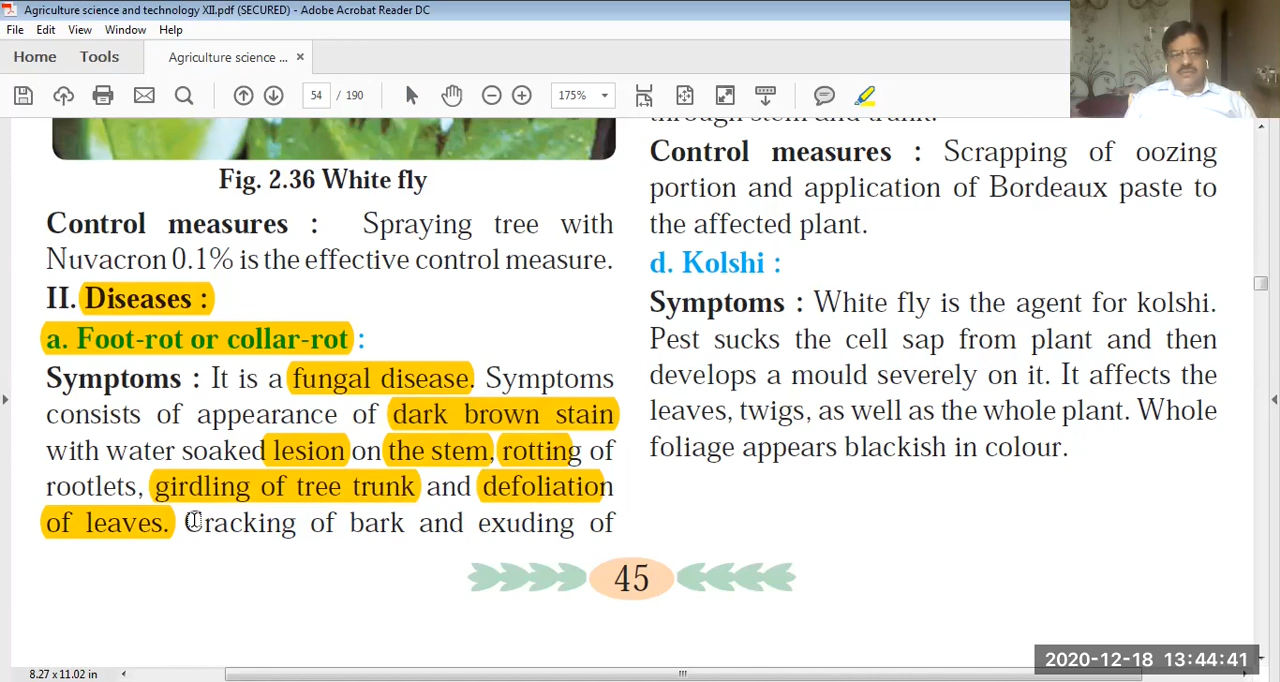 Agriculture science and technology XII.pdf (SECURED) - Adobe Acrobat Reader DC
File Edit View Window Help
Home Tools Agriculture science ... ×
54 / 190 175%
Fig. 2.36 White fly
Control measures : Spraying tree with
Nuvacron 0.1% is the effective control measure.
II. Diseases :
a. Foot-rot or collar-rot :
Symptoms : It is a fungal disease. Symptoms
consists of appearance of dark brown stain
with water soaked lesion on the stem, rotting of
rootlets, girdling of tree trunk and defoliation
of leaves. Cracking of bark and exuding of
through stem and trunk.
Control measures : Scrapping of oozing
portion and application of Bordeaux paste to
the affected plant.
d. Kolshi :
Symptoms : White fly is the agent for kolshi.
Pest sucks the cell sap from plant and then
develops a mould severely on it. It affects the
leaves, twigs, as well as the whole plant. Whole
foliage appears blackish in colour.
45
2020-12-18 13:44:41
8.27 x 11.02 in